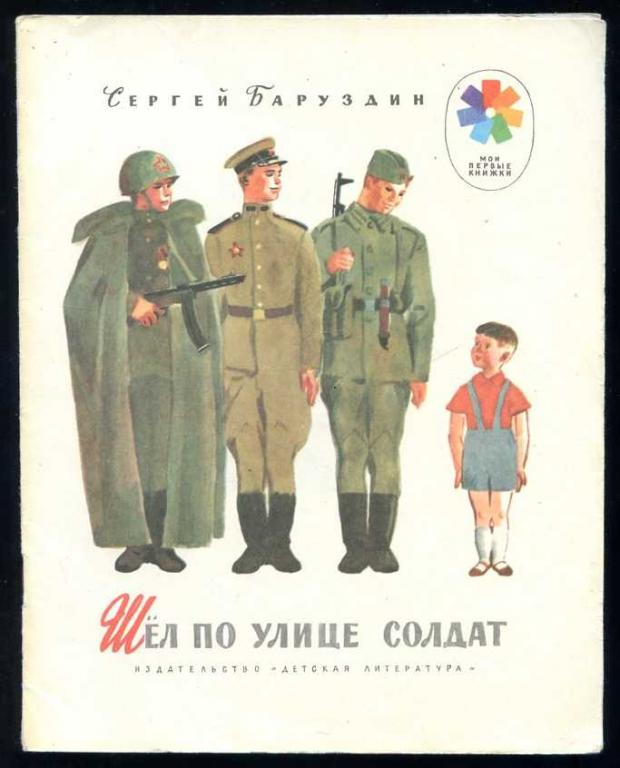 Сергей Баруздин
МОИ
ПЕРВЫЕ
КНИЖКИ
Шёл по улице солдат
ИЗДАТЕЛЬСТВО «ДЕТСКАЯ ЛИТЕРАТУРА»